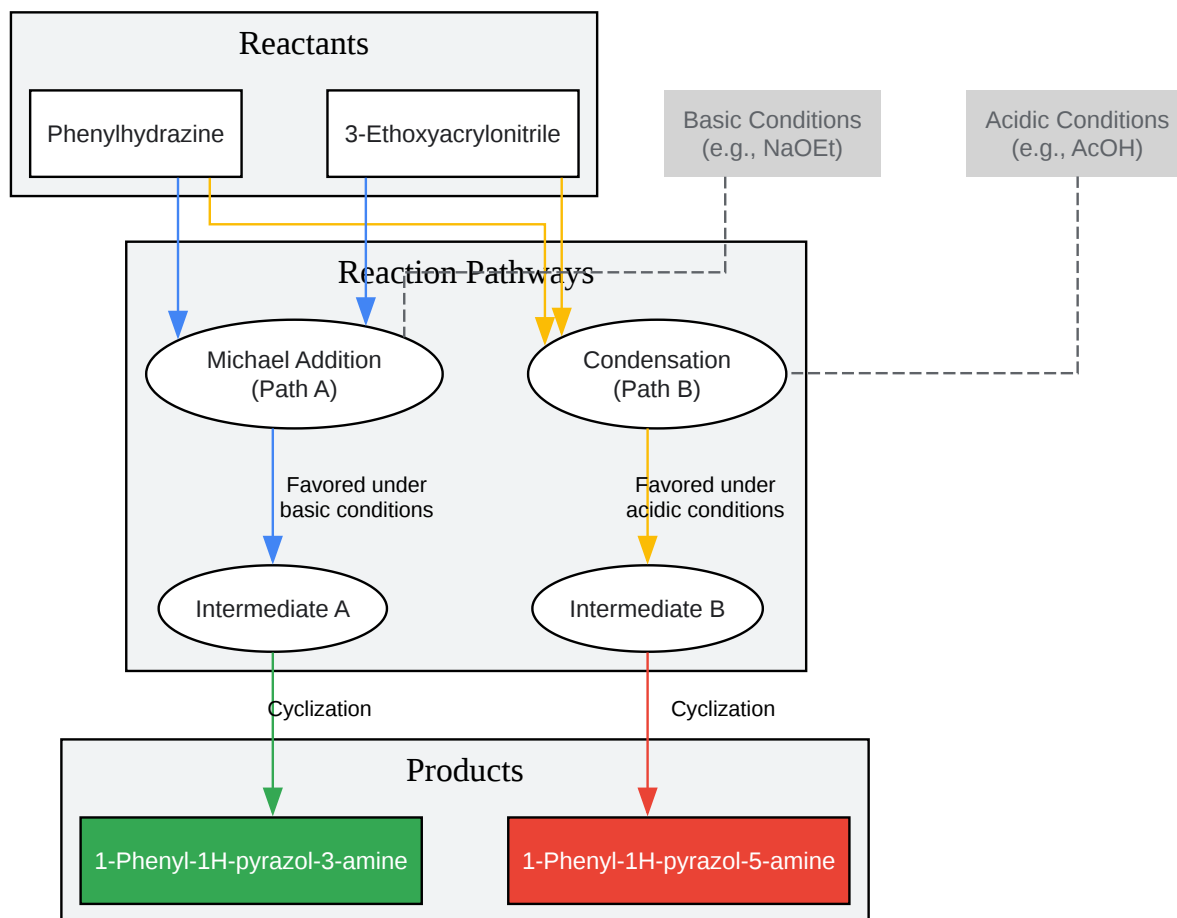 Reactants
Phenylhydrazine
3-Ethoxyacrylonitrile
Basic Conditions
(e.g., NaOEt)
Acidic Conditions
(e.g., AcOH)
Reaction Pathways
Michael Addition
(Path A)
Condensation
(Path B)
Favored under
basic conditions
Favored under
acidic conditions
Intermediate A
Intermediate B
Cyclization
Cyclization
Products
1-Phenyl-1H-pyrazol-3-amine
1-Phenyl-1H-pyrazol-5-amine